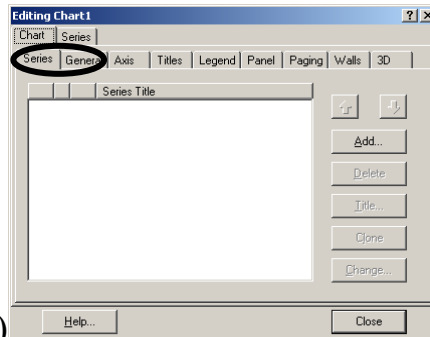 Editing Chart1 ? x
Chart Series
Series General Axis Titles Legend Panel Paging Walls 3D
Series Title
Add...
Delete
Title...
Clone
Change...
Help... Close
)